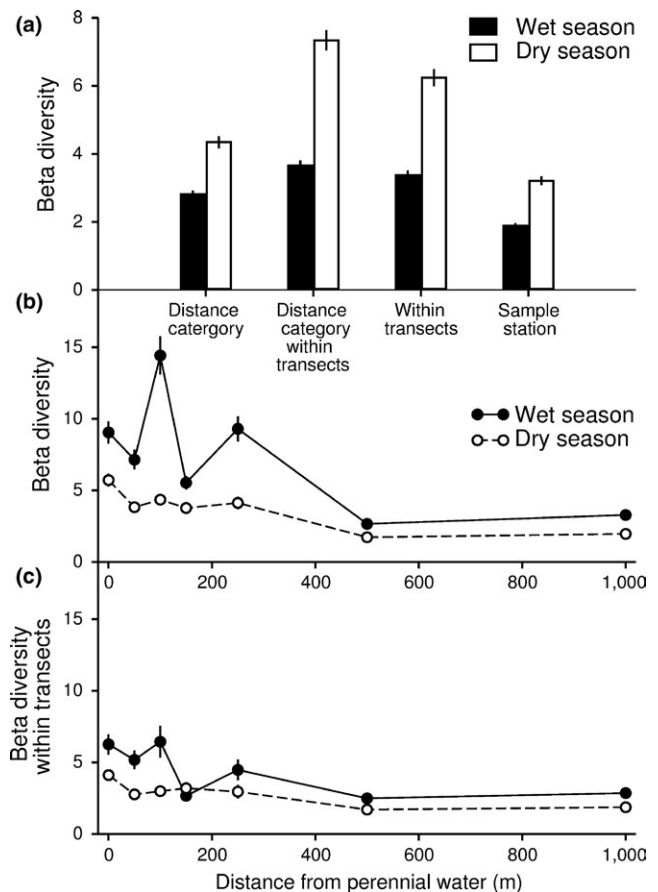 (a)
8
6
4
2
0
Beta diversity
Wet season
Dry season
Distance
catergory
Distance
category
within
transects
Within
transects
Sample
station
(b)
15
10
5
0
Beta diversity
Wet season
Dry season
0 200 400 600 800 1,000
(c)
15
10
5
0
Beta diversity
within transects
0 200 400 600 800 1,000
Distance from perennial water (m)